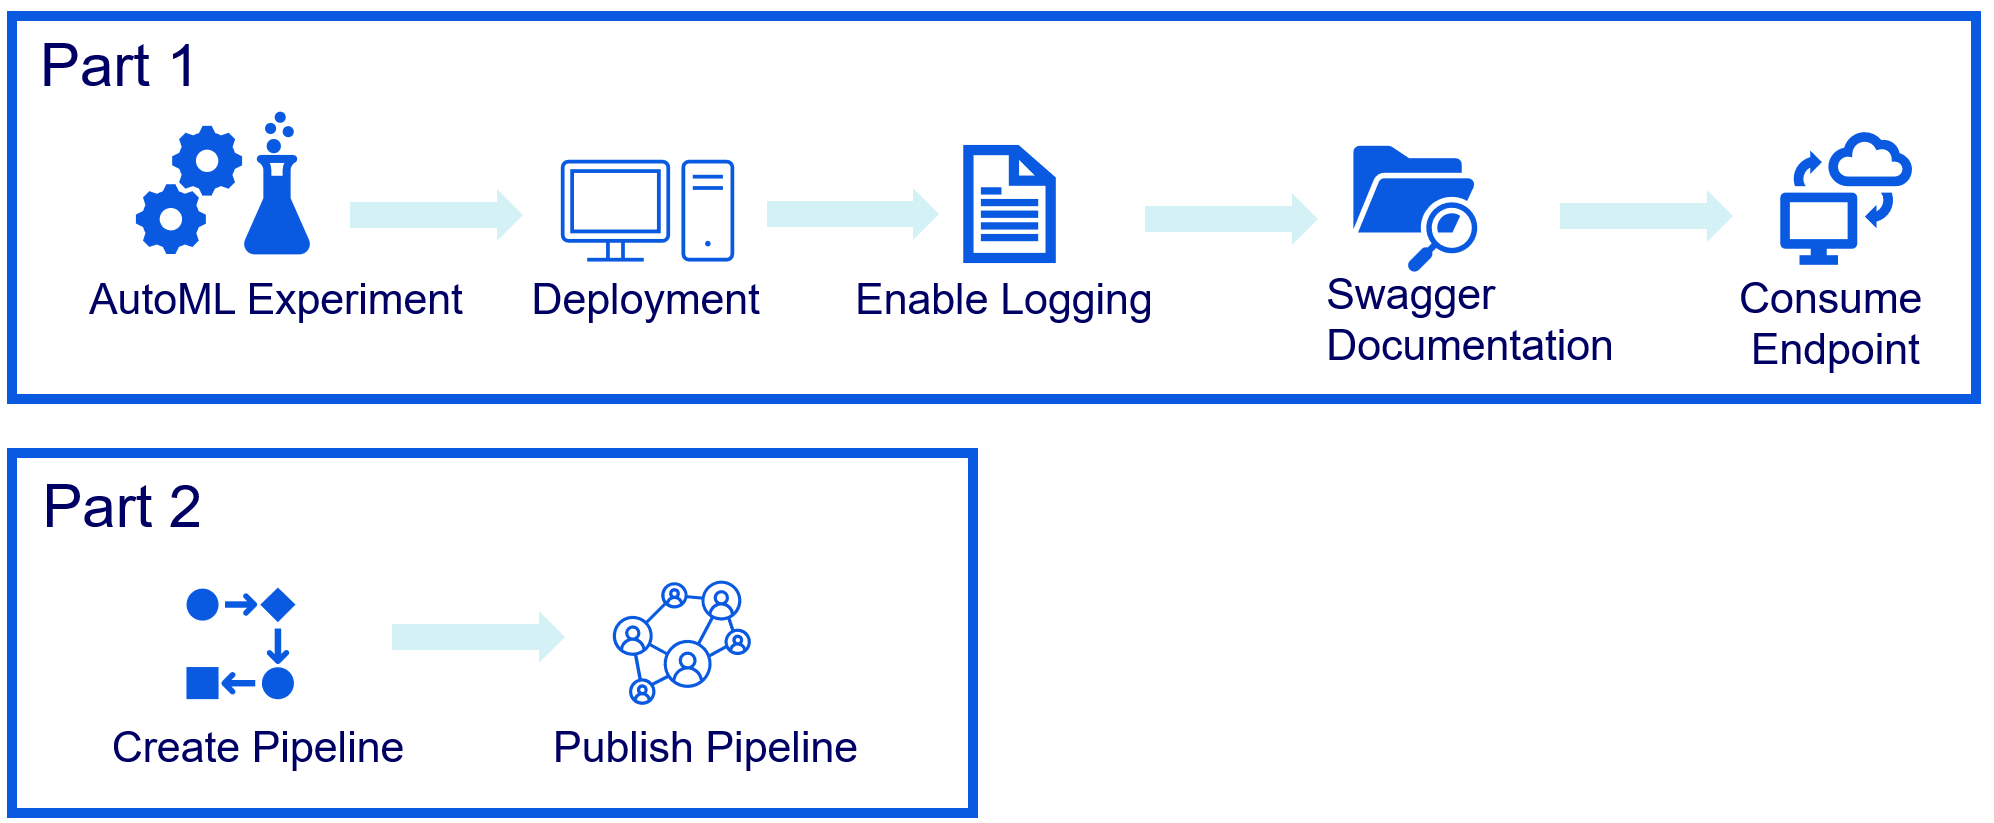 Part 1
AutoML Experiment
Deployment
Enable Logging
Swagger
Documentation
Consume
Endpoint
Part 2
Create Pipeline
Publish Pipeline